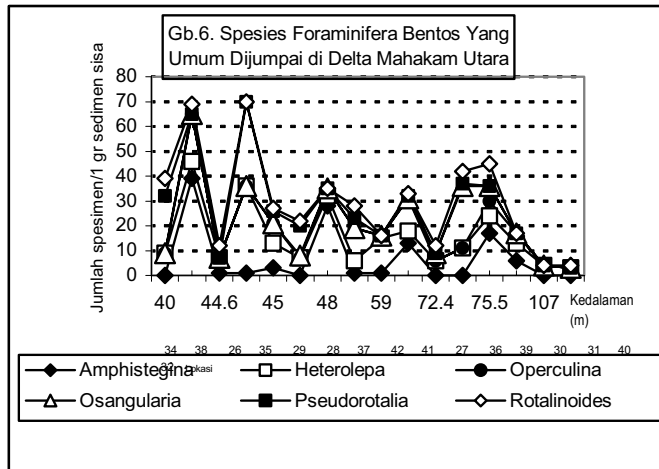 Gb.6. Spesies Foraminifera Bentos Yang
Umum Dijumpai di Delta Mahakam Utara
Jumlah spesimen/1 gr sedimen sisa
80
70
60
50
40
30
20
10
0
40 44.6 45 48 59 72.4 75.5 107 Kedalaman
(m)
34 38 26 35 29 28 37 42 41 27 36 39 30 31 40
32 Lokasi
Amphistegina Heterolepa Operculina
Osangularia Pseudorotalia Rotalinoides